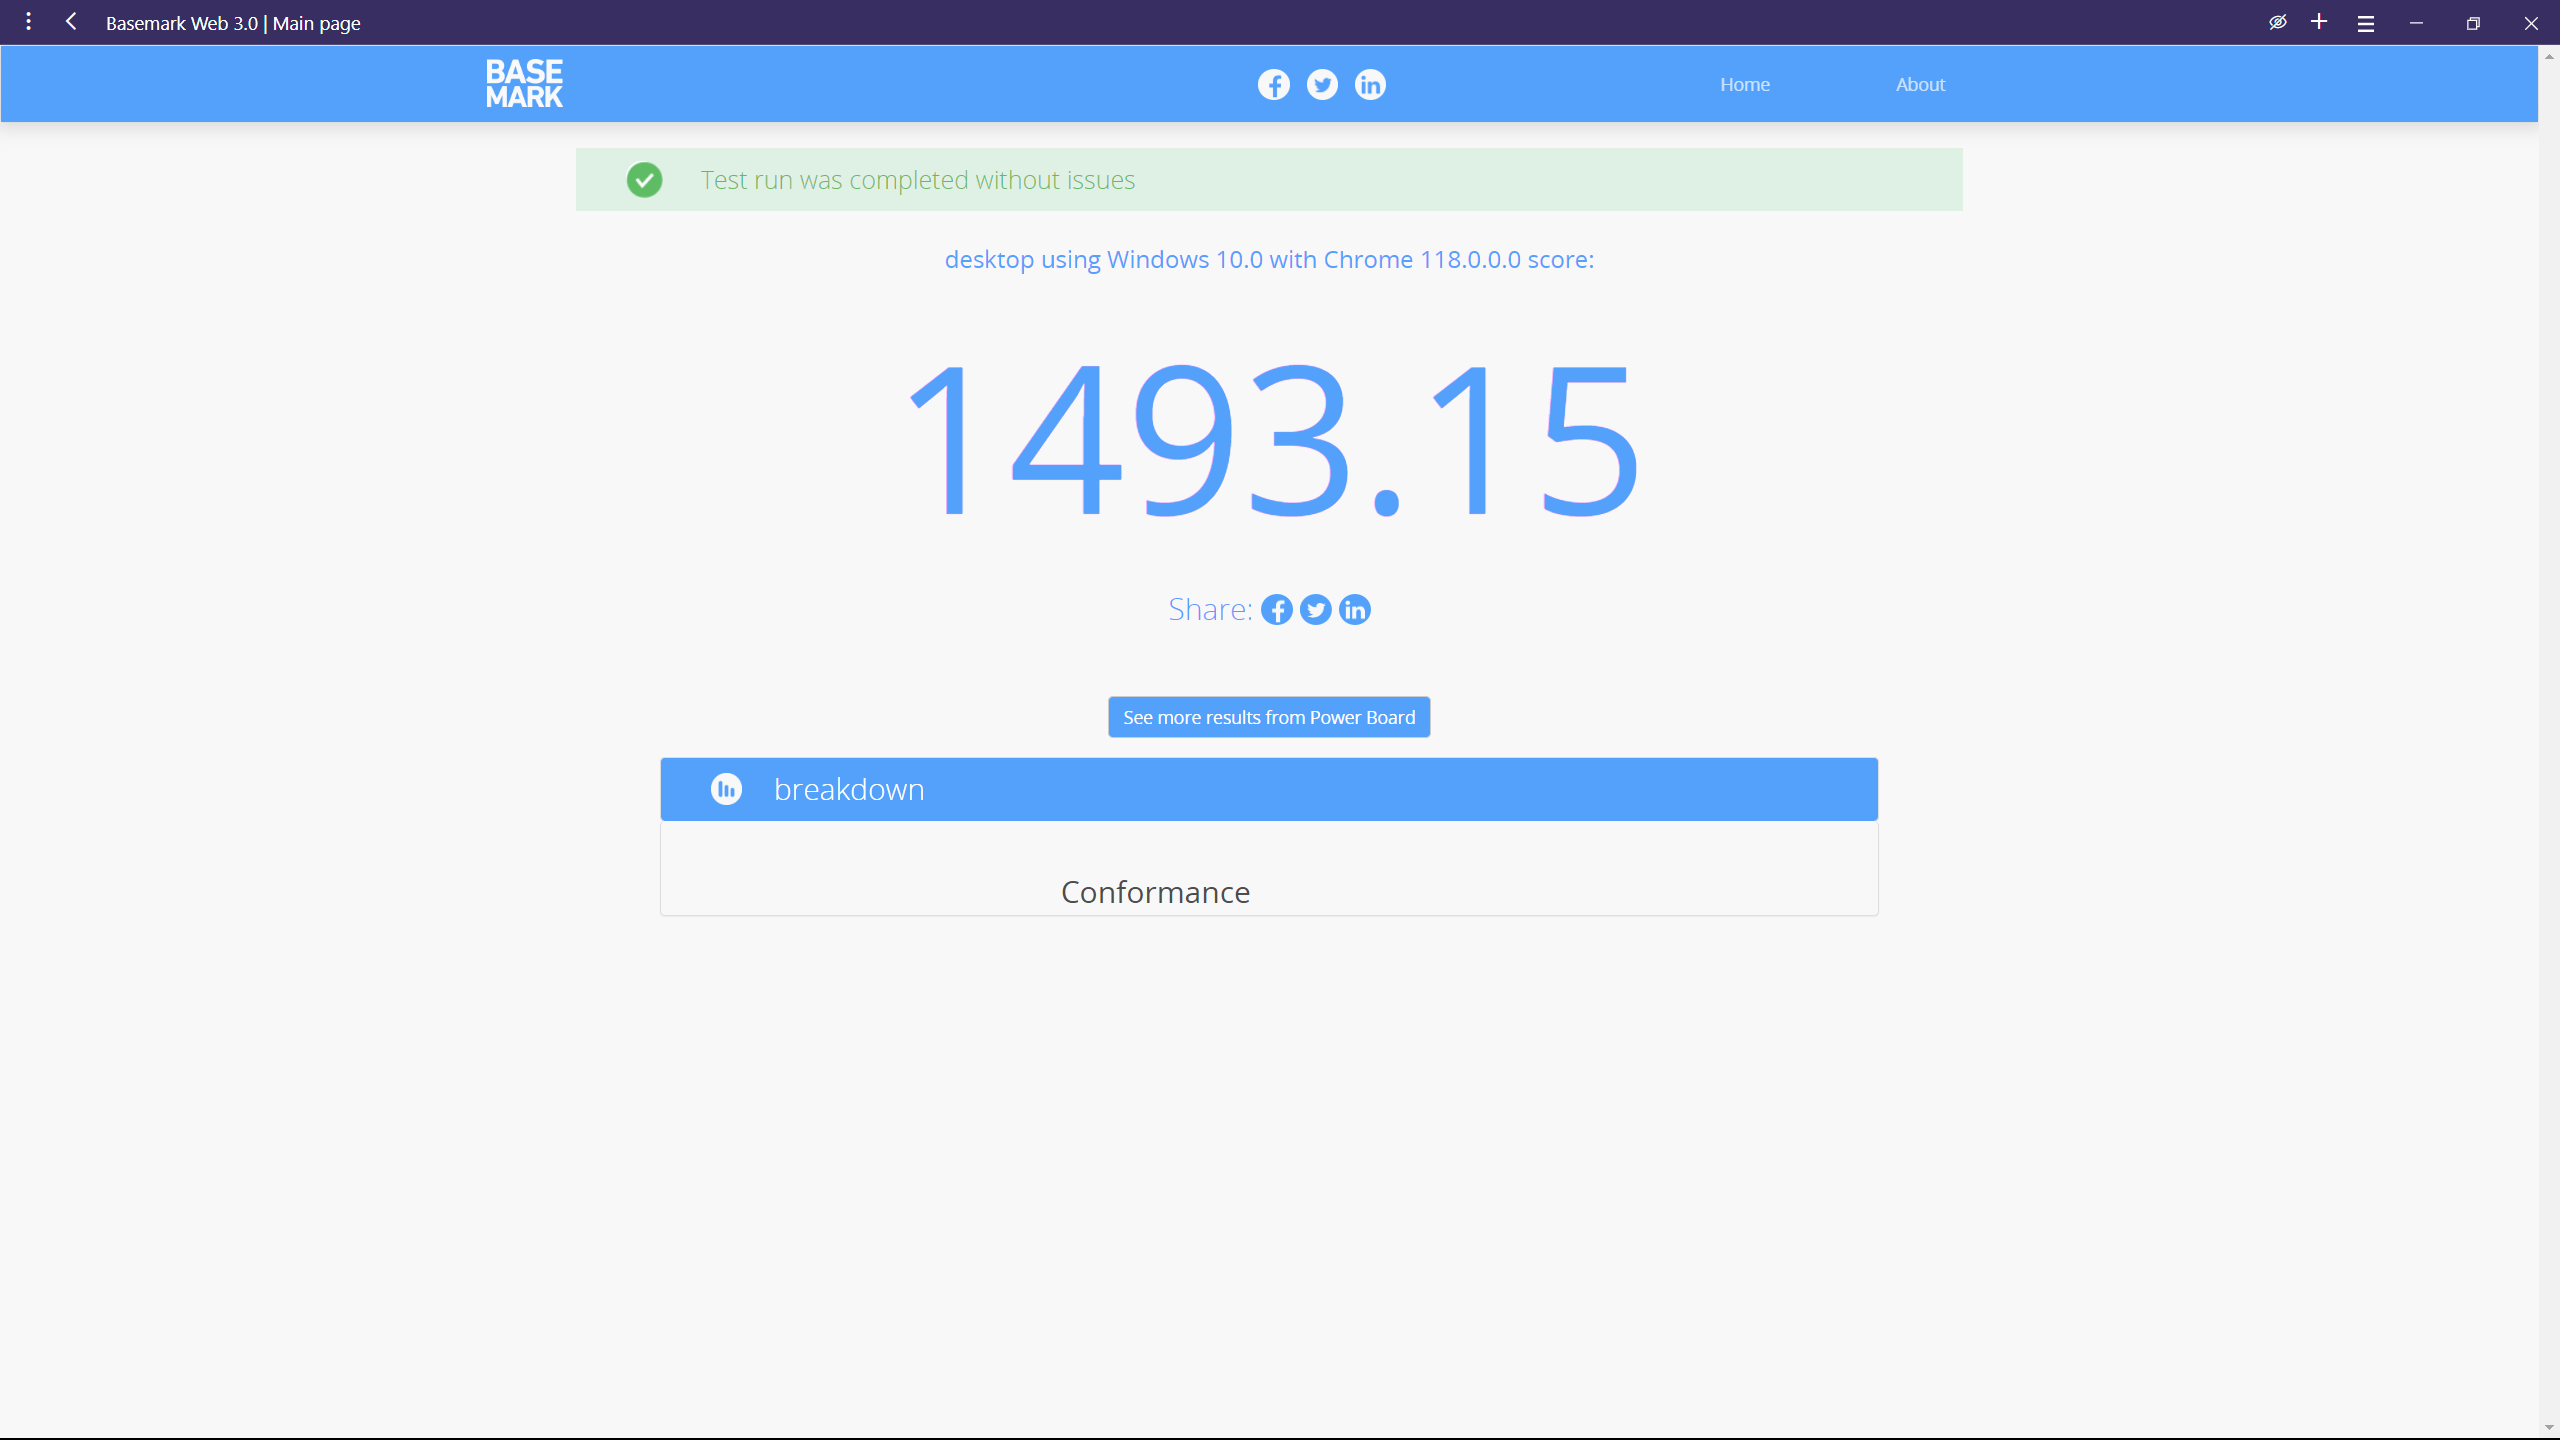 Basemark Web 3.0 | Main page
BASE
MARK
Home
About
Test run was completed without issues
desktop using Windows 10.0 with Chrome 118.0.0.0 score:
1493.15
Share:
See more results from Power Board
breakdown
Conformance